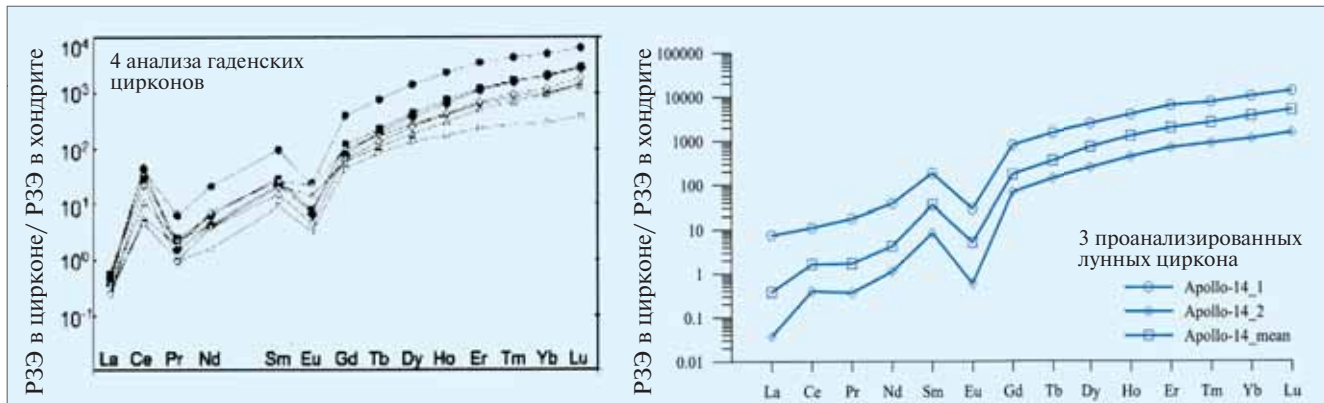 РЗЭ в цирконе/ РЗЭ в хондрите
10⁴
10³
10²
10¹
10⁰
10⁻¹
4 анализа гаденских
цирконов
La Ce Pr Nd Sm Eu Gd Tb Dy Ho Er Tm Yb Lu
РЗЭ в цирконе/ РЗЭ в хондрите
100000
10000
1000
100
10
1
0.1
0.01
3 проанализированных
лунных циркона
Apollo-14_1
Apollo-14_2
Apollo-14_mean
La Ce Pr Nd Sm Eu Gd Tb Dy Ho Er Tm Yb Lu